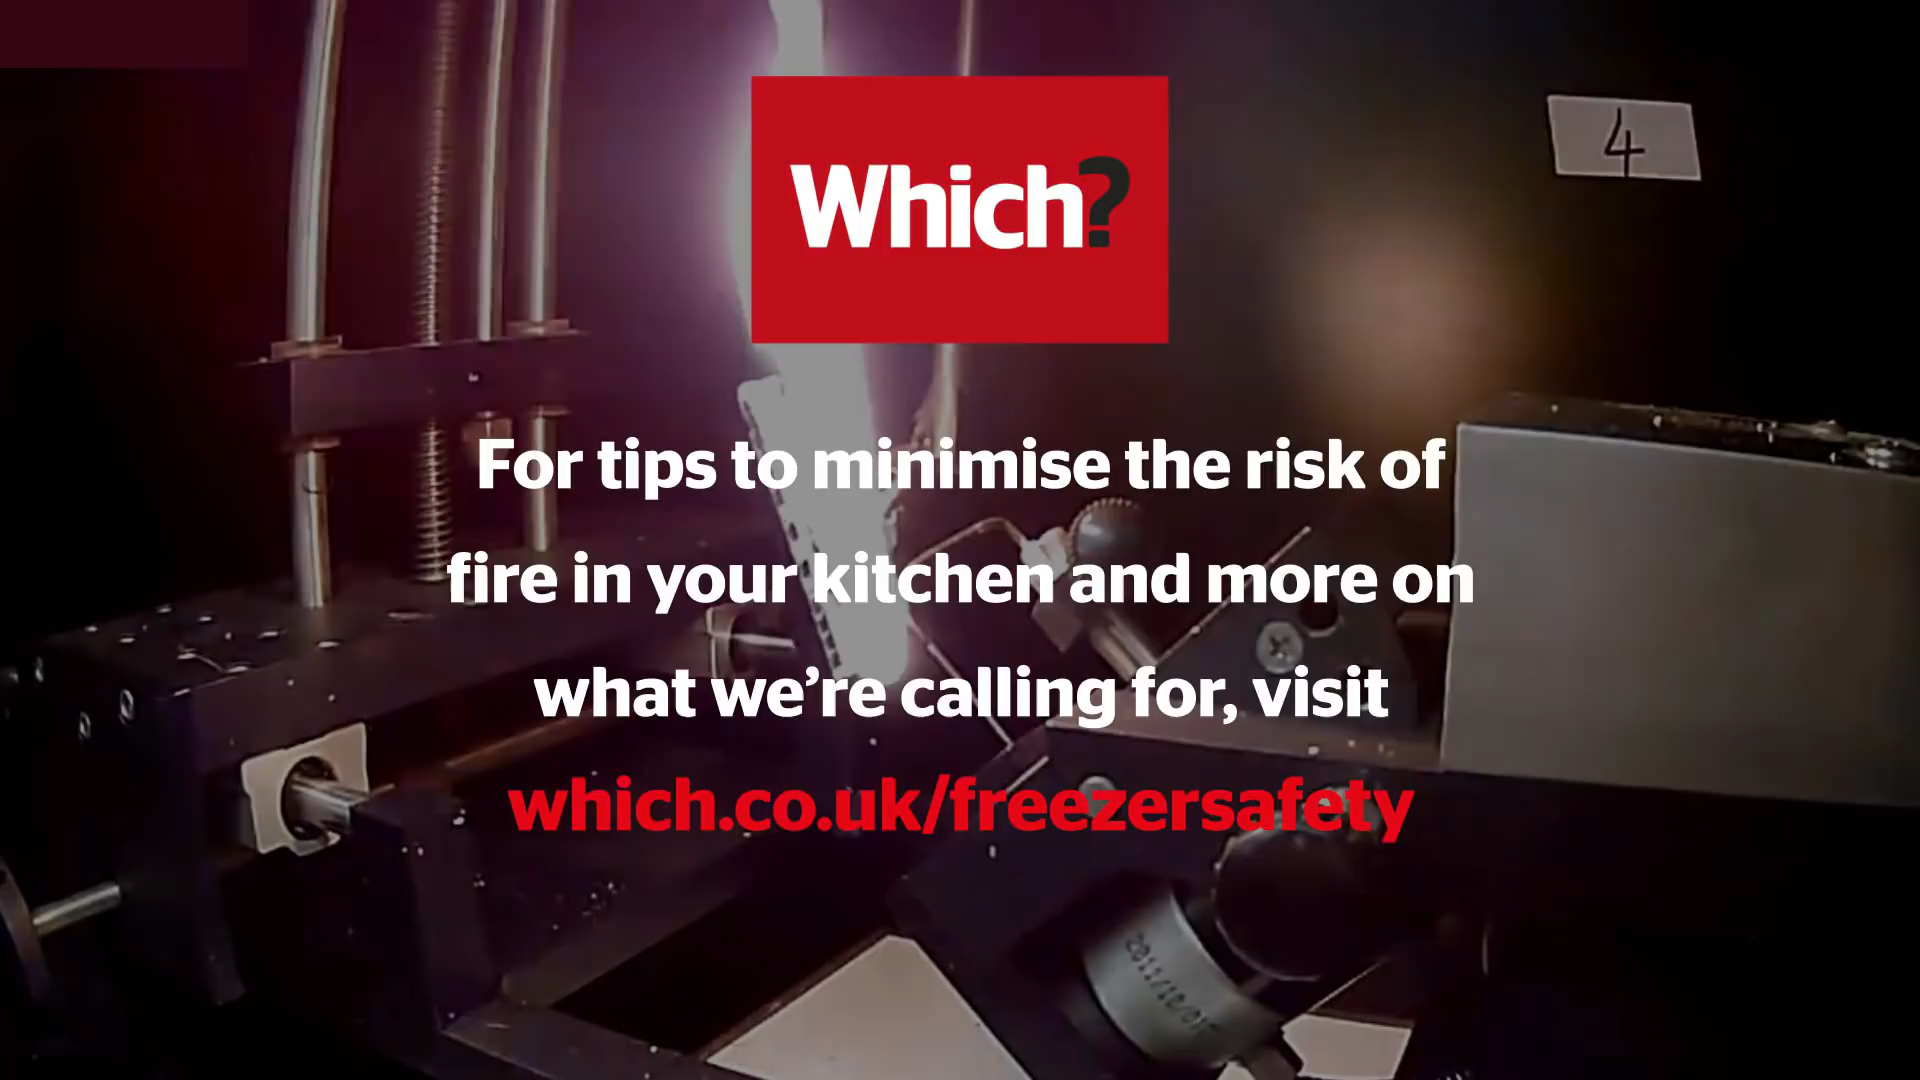 4
Which?
For tips to minimise the risk of
fire in your kitchen and more on
what we’re calling for, visit
which.co.uk/freezersafety